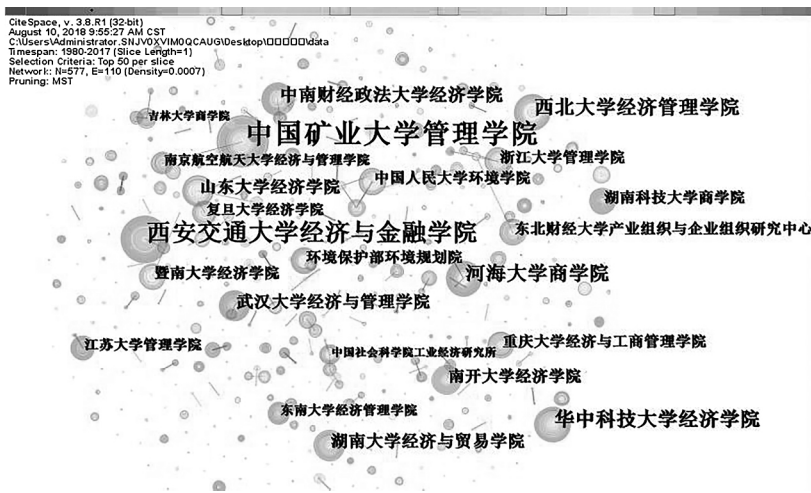 CiteSpace, v. 3.8.R1 (32-bit)
August 10, 2018 9:55:27 AM CST
C:\Users\Administrator.SNJV0XVIM0QCAUG\Desktop\□□□□□\data
Timespan: 1980-2017 (Slice Length=1)
Selection Criteria: Top 50 per slice
Network: N=577, E=110 (Density=0.0007)
Pruning: MST
中南财经政法大学经济学院
西北大学经济管理学院
吉林大学商学院
中国矿业大学管理学院
南京航空航天大学经济与管理学院
浙江大学管理学院
中国人民大学环境学院
山东大学经济学院
湖南科技大学商学院
复旦大学经济学院
西安交通大学经济与金融学院
东北财经大学产业组织与企业组织研究中心
环境保护部环境规划院
暨南大学经济学院
河海大学商学院
武汉大学经济与管理学院
江苏大学管理学院
重庆大学经济与工商管理学院
中国社会科学院工业经济研究所
南开大学经济学院
东南大学经济管理学院
华中科技大学经济学院
湖南大学经济与贸易学院